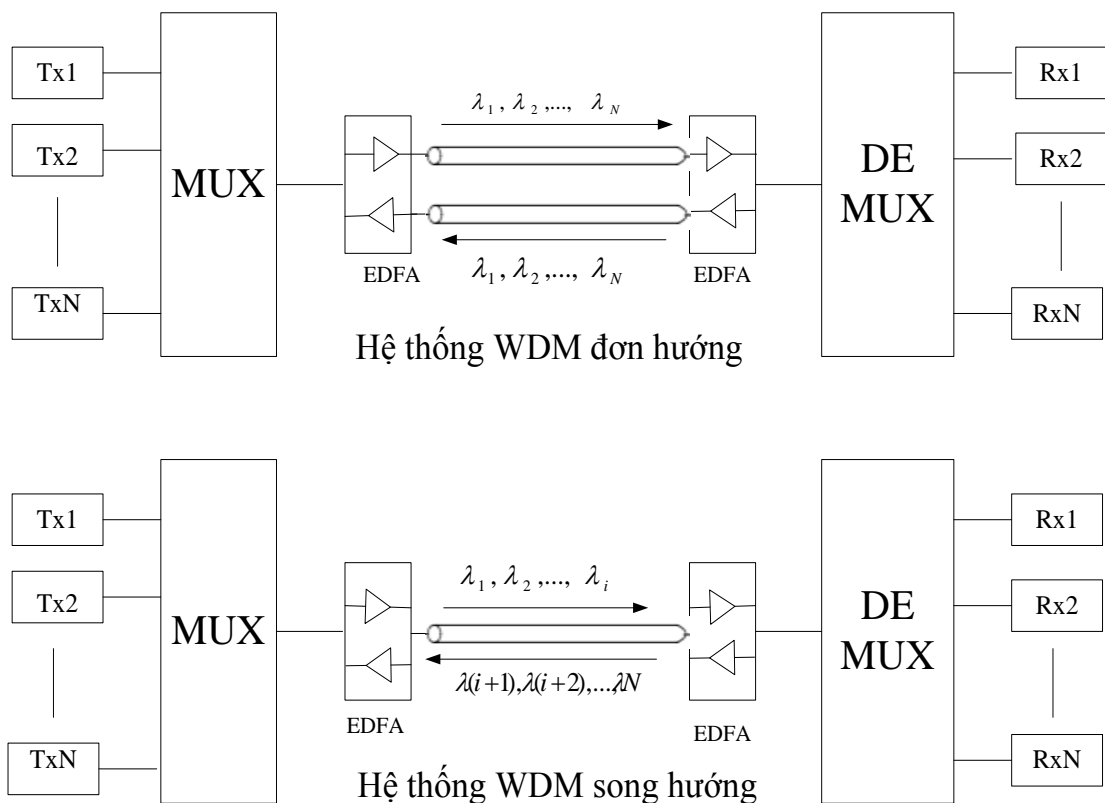 Tx1
Tx2
TxN
MUX
λ₁, λ₂,..., λ_N
EDFA
λ₁, λ₂,..., λ_N
EDFA
DE
MUX
Rx1
Rx2
RxN
Hệ thống WDM đơn hướng
Tx1
Tx2
TxN
MUX
λ₁, λ₂,..., λᵢ
EDFA
λ(i+1),λ(i+2),...,λN
EDFA
DE
MUX
Rx1
Rx2
RxN
Hệ thống WDM song hướng